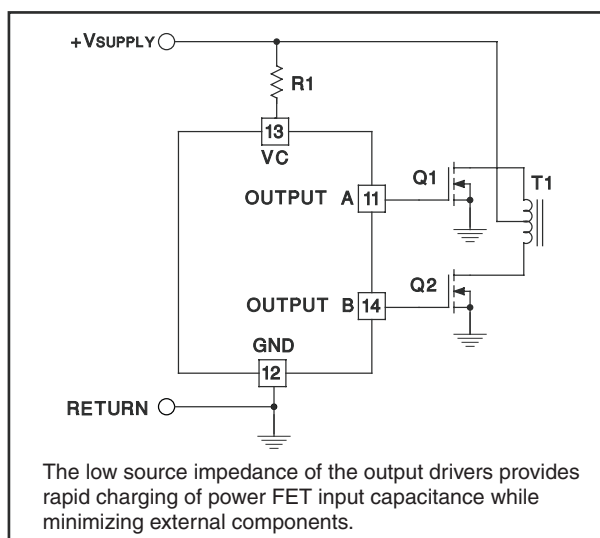 +VSUPPLY
R1
13
VC
Q1
T1
OUTPUT A 11
Q2
OUTPUT B 14
GND
12
RETURN
The low source impedance of the output drivers provides
rapid charging of power FET input capacitance while
minimizing external components.